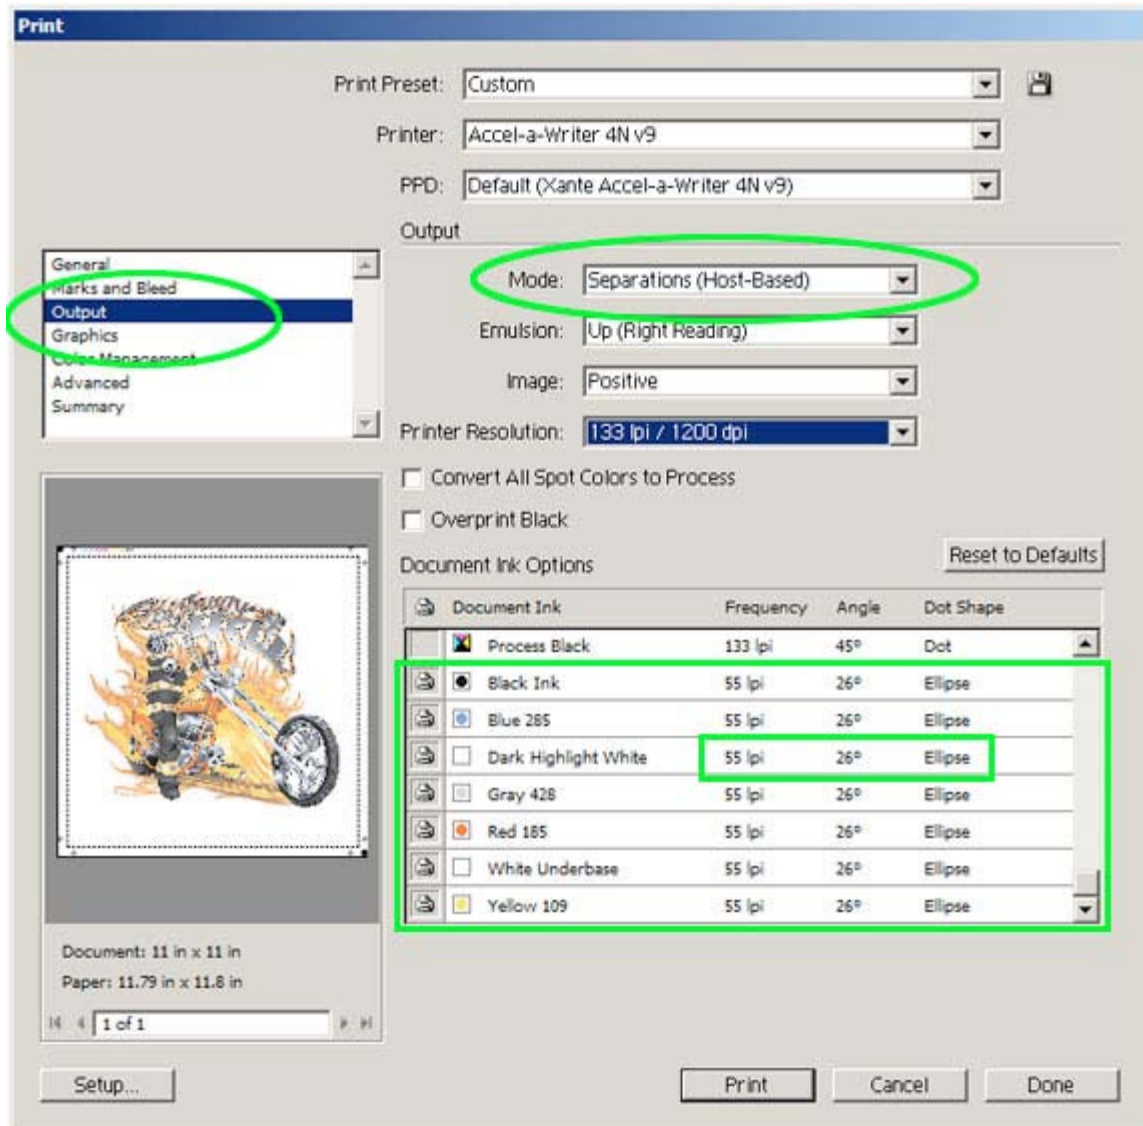 Print
Print Preset: Custom
Printer: Accel-a-Writer 4N v9
PPD: Default (Xante Accel-a-Writer 4N v9)
Output
General
Marks and Bleed
Output
Graphics
Color Management
Advanced
Summary
Mode: Separations (Host-Based)
Emulsion: Up (Right Reading)
Image: Positive
Printer Resolution: 133 lpi / 1200 dpi
Convert All Spot Colors to Process
Overprint Black
Document Ink Options
Reset to Defaults
Document Ink Frequency Angle Dot Shape
Process Black 133 lpi 45° Dot
Black Ink 55 lpi 26° Ellipse
Blue 285 55 lpi 26° Ellipse
Dark Highlight White 55 lpi 26° Ellipse
Gray 428 55 lpi 26° Ellipse
Red 185 55 lpi 26° Ellipse
White Underbase 55 lpi 26° Ellipse
Yellow 109 55 lpi 26° Ellipse
Document: 11 in x 11 in
Paper: 11.79 in x 11.8 in
1 of 1
Setup... Print Cancel Done